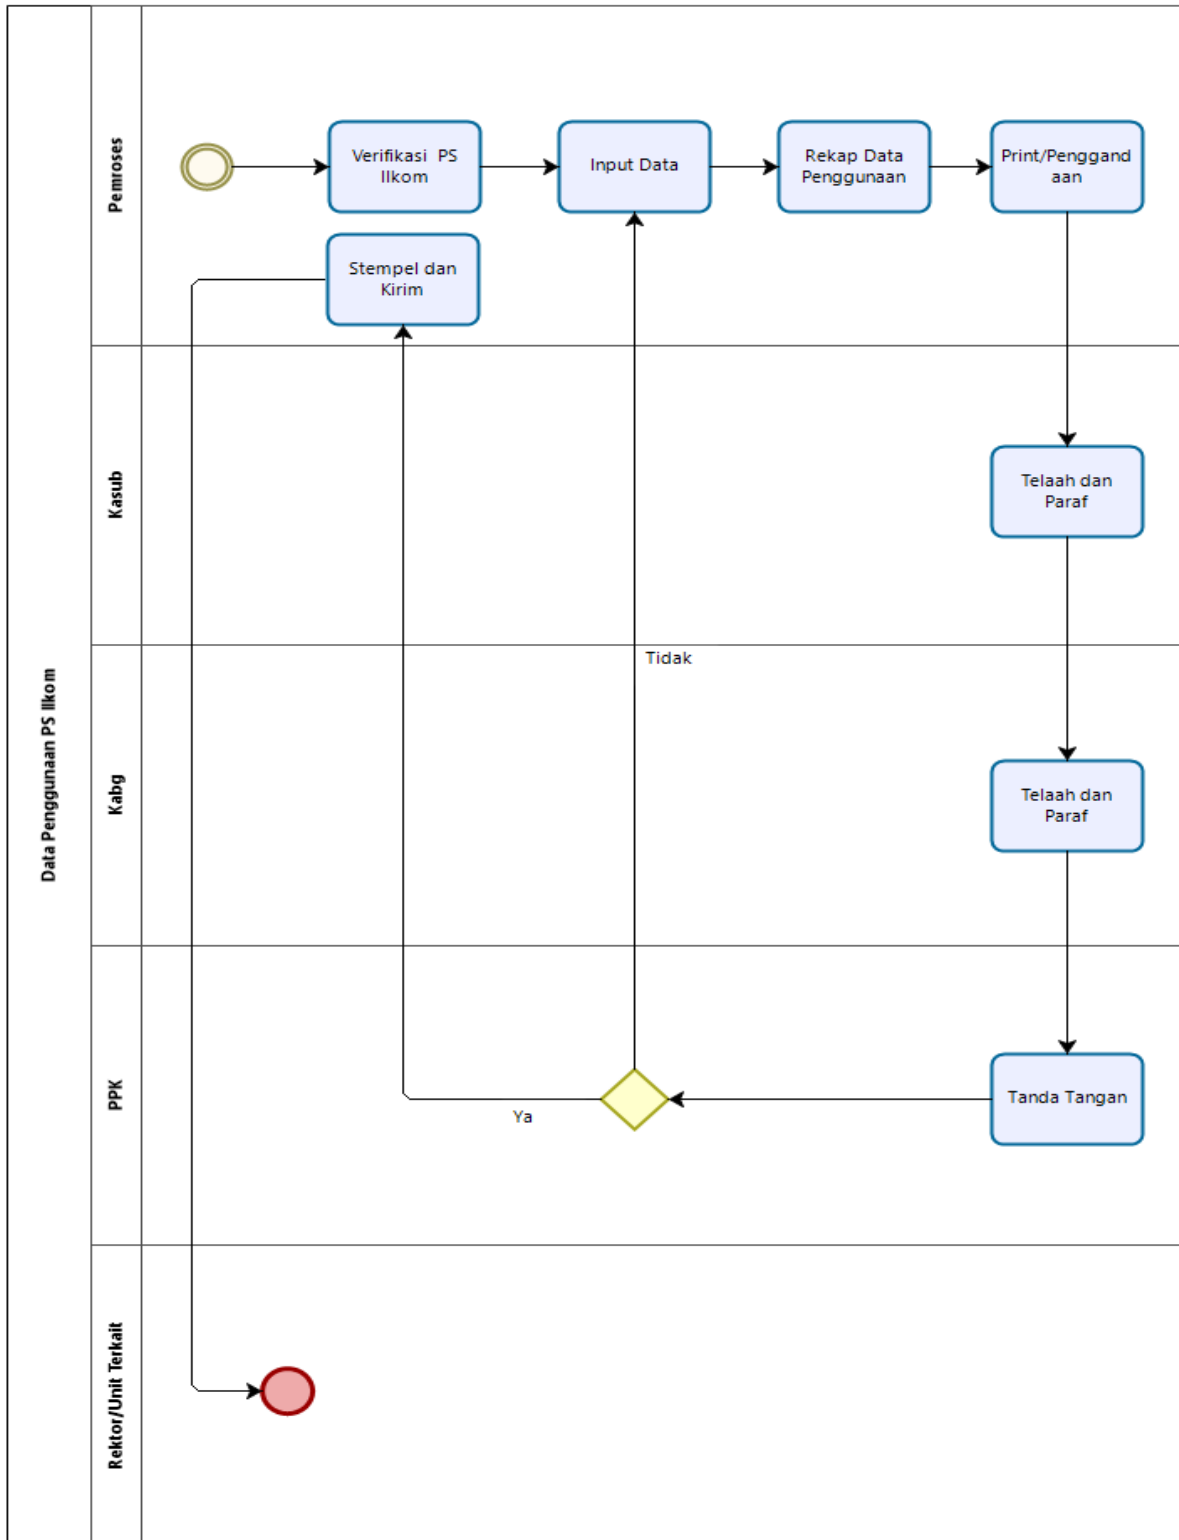 Data Penggunaan PS Ilkom
Pemroses
Verifikasi PS
Ilkom
Input Data
Rekap Data
Penggunaan
Print/Penggand
aan
Stempel dan
Kirim
Kasub
Telaah dan
Paraf
Tidak
Kabg
Telaah dan
Paraf
PPK
Ya
Tanda Tangan
Rektor/Unit Terkait